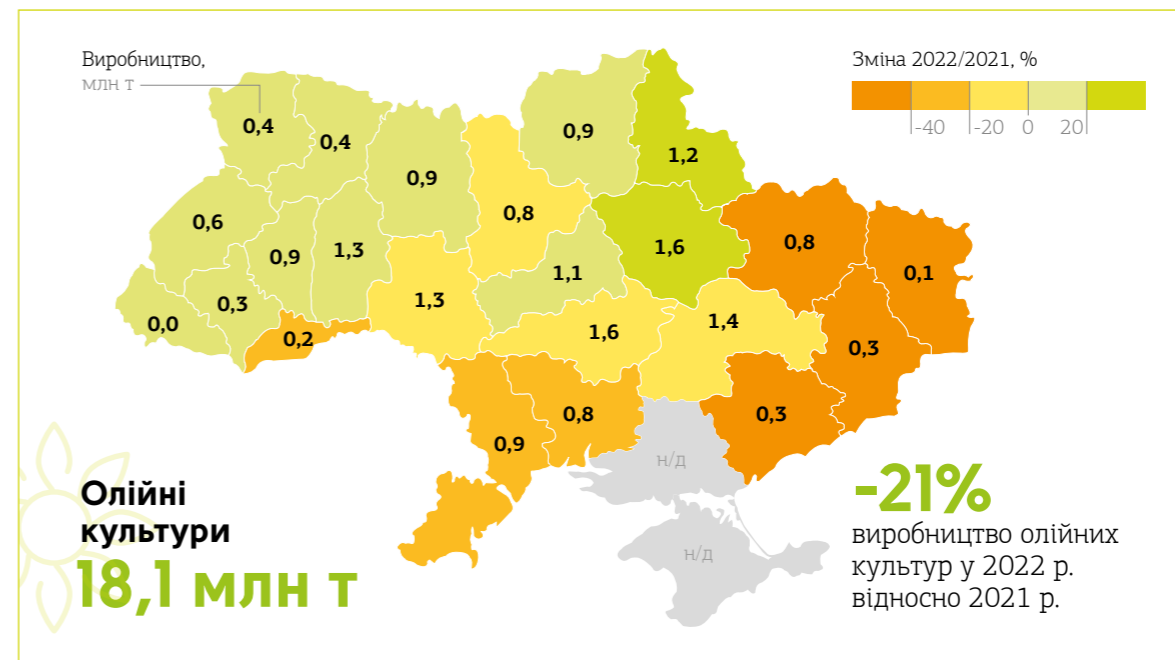 Виробництво,
млн т
Зміна 2022/2021, %
-40 -20 0 20
0,4
0,4
0,9
0,8
0,9
1,2
0,6
0,9
1,3
1,3
1,1
1,6
0,8
0,1
0,0
0,3
0,2
1,6
1,4
0,3
0,9
0,8
0,3
н/д
н/д
Олійні
культури
18,1 млн т
-21%
виробництво олійних
культур у 2022 р.
відносно 2021 р.